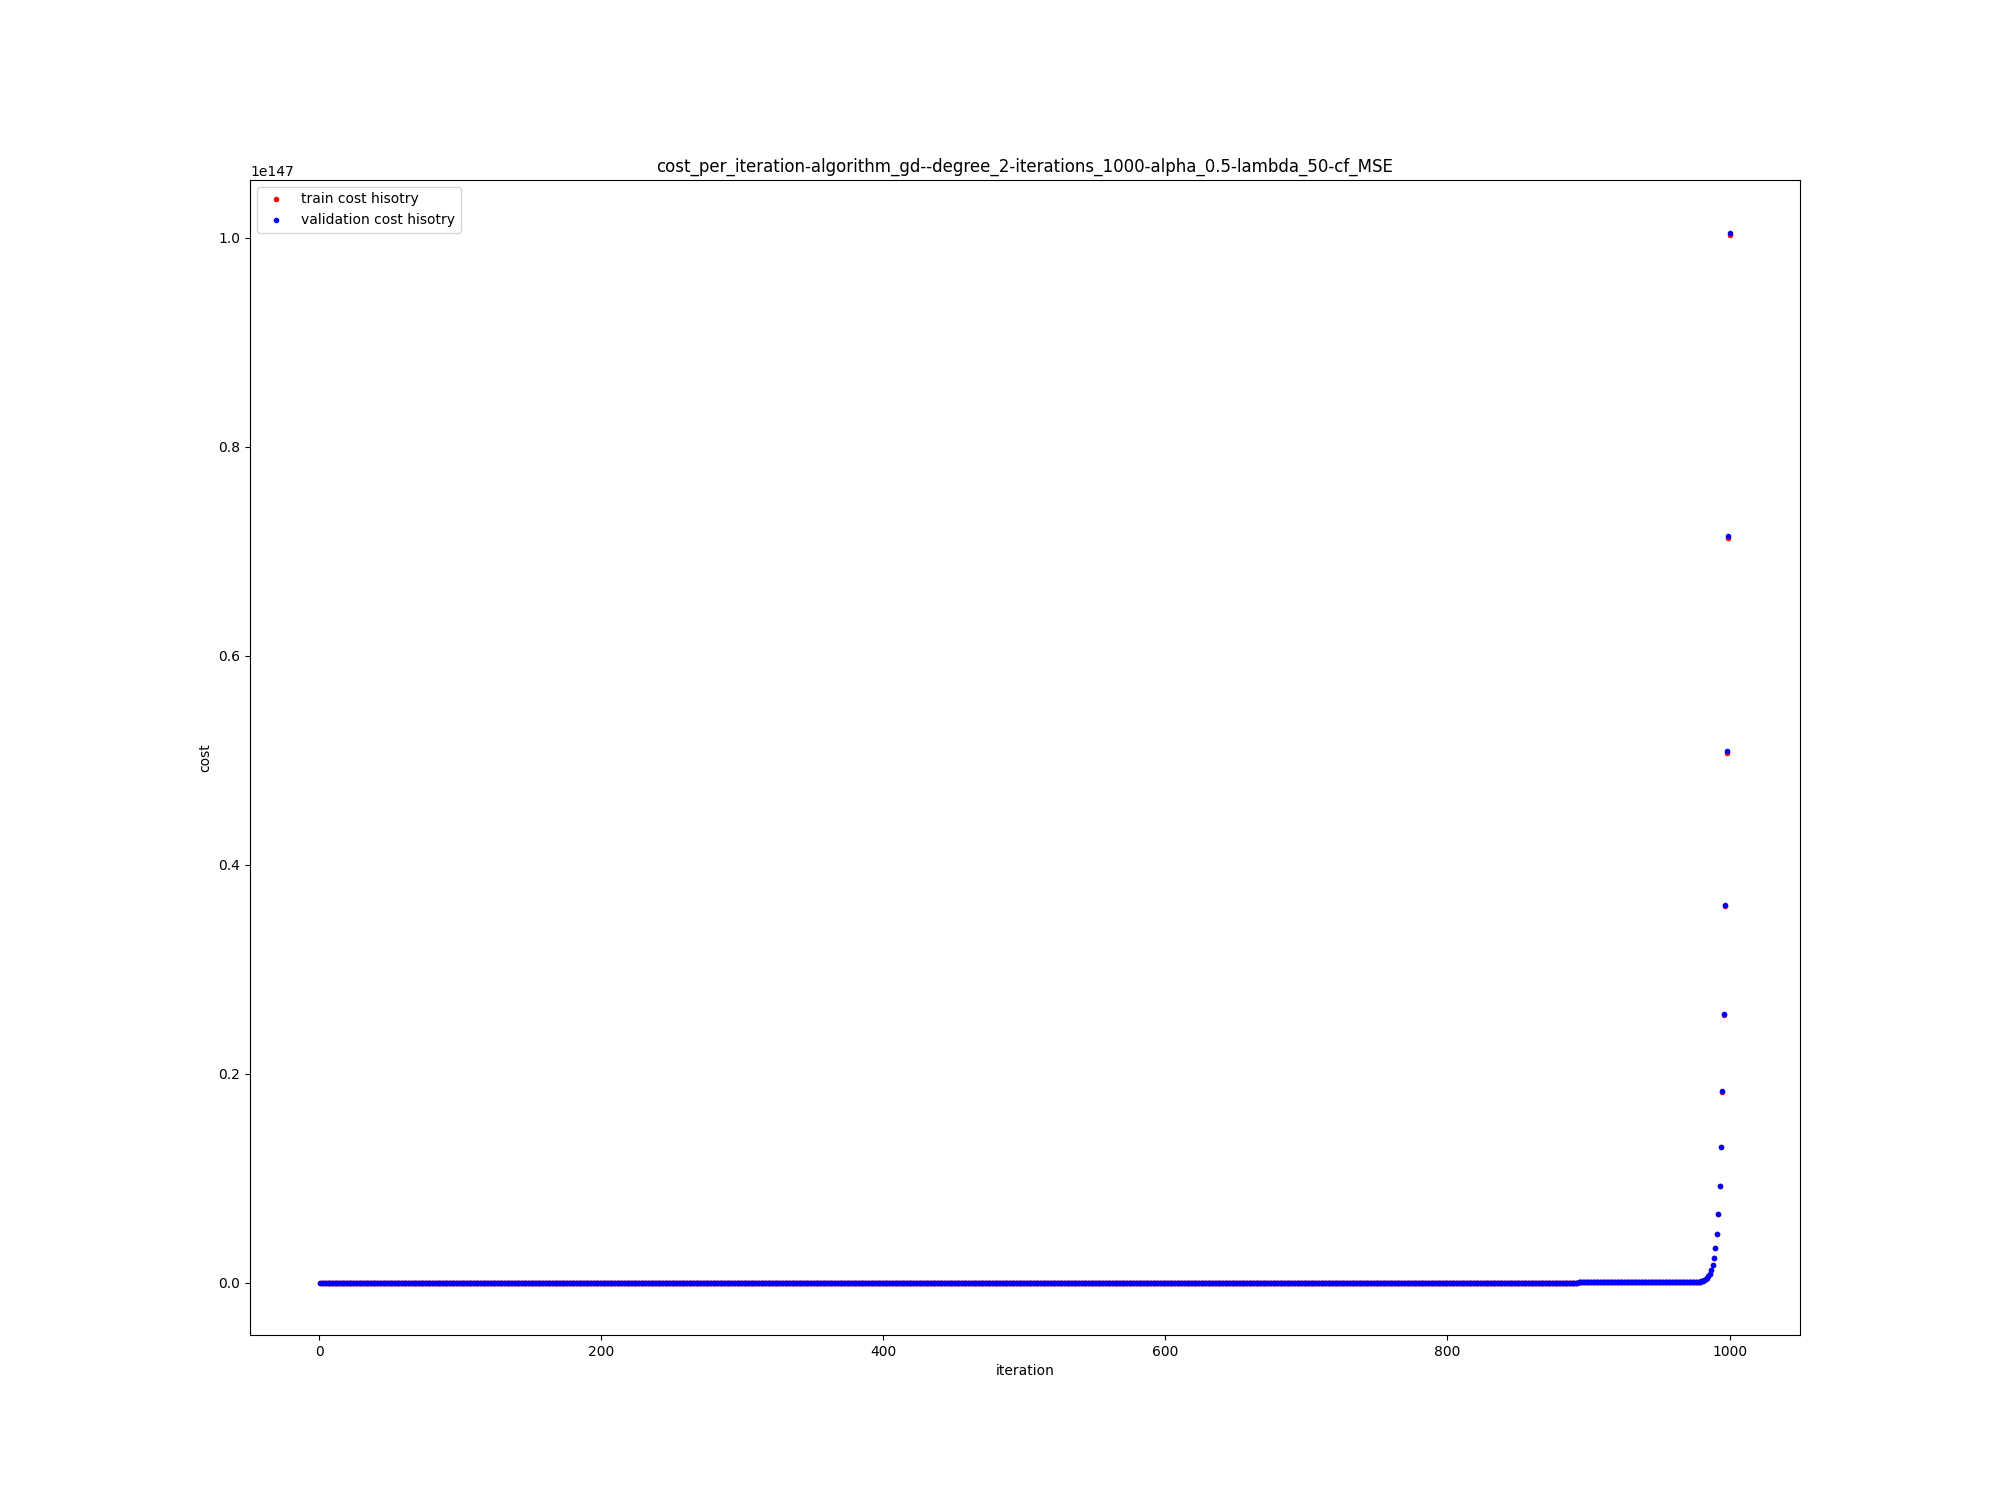 cost_per_iteration-algorithm_gd--degree_2-iterations_1000-alpha_0.5-lambda_50-cf_MSE
1e147
train cost hisotry
validation cost hisotry
1.0
0.8
0.6
0.4
0.2
0.0
cost
0 200 400 600 800 1000
iteration